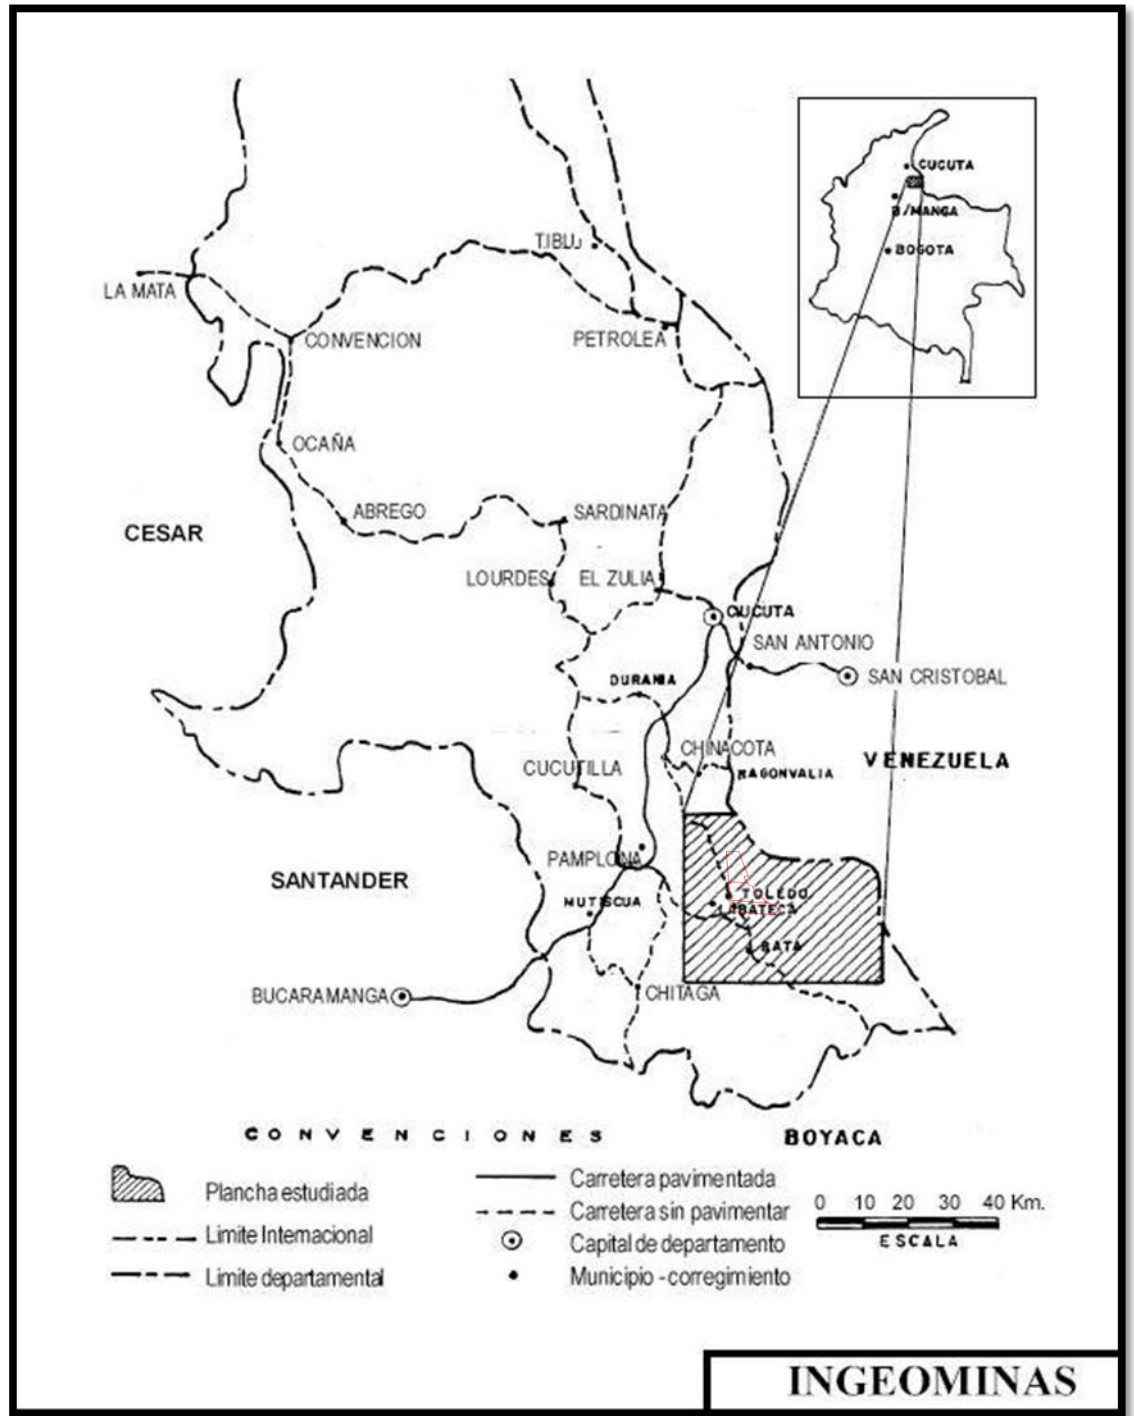 CUCUTA
B/MANGA
BOGOTA
TIBU
LA MATA
CONVENCION
PETROLEA
OCAÑA
ABREGO
SARDINATA
CESAR
LOURDES
EL ZULIA
CUCUTA
SAN ANTONIO
SAN CRISTOBAL
DURANIA
CHINACOTA
VENEZUELA
CUCUTILLA
RAGONVALIA
PAMPLONA
SANTANDER
TOLEDO
MUTISCUA
LABATECA
BATA
BUCARAMANGA
CHITAGA
CONVENCIONES
BOYACA
Plancha estudiada
Limite Internacional
Limite departamental
Carretera pavimentada
Carretera sin pavimentar
Capital de departamento
Municipio - corregimiento
0 10 20 30 40 Km.
ESCALA
INGEOMINAS